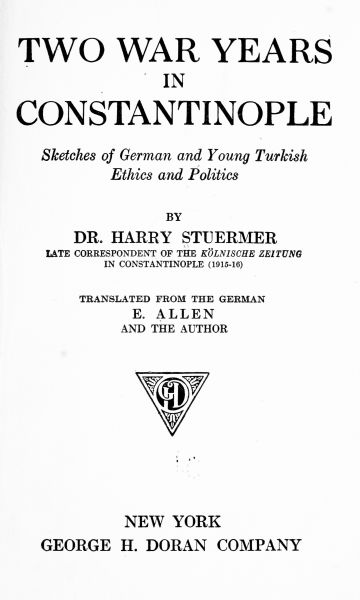 TWO WAR YEARS
IN
CONSTANTINOPLE
Sketches of German and Young Turkish
Ethics and Politics
BY
DR. HARRY STUERMER
LATE CORRESPONDENT OF THE KÖLNISCHE ZEITUNG
IN CONSTANTINOPLE (1915-16)
TRANSLATED FROM THE GERMAN
E. ALLEN
AND THE AUTHOR
GHD
NEW YORK
GEORGE H. DORAN COMPANY